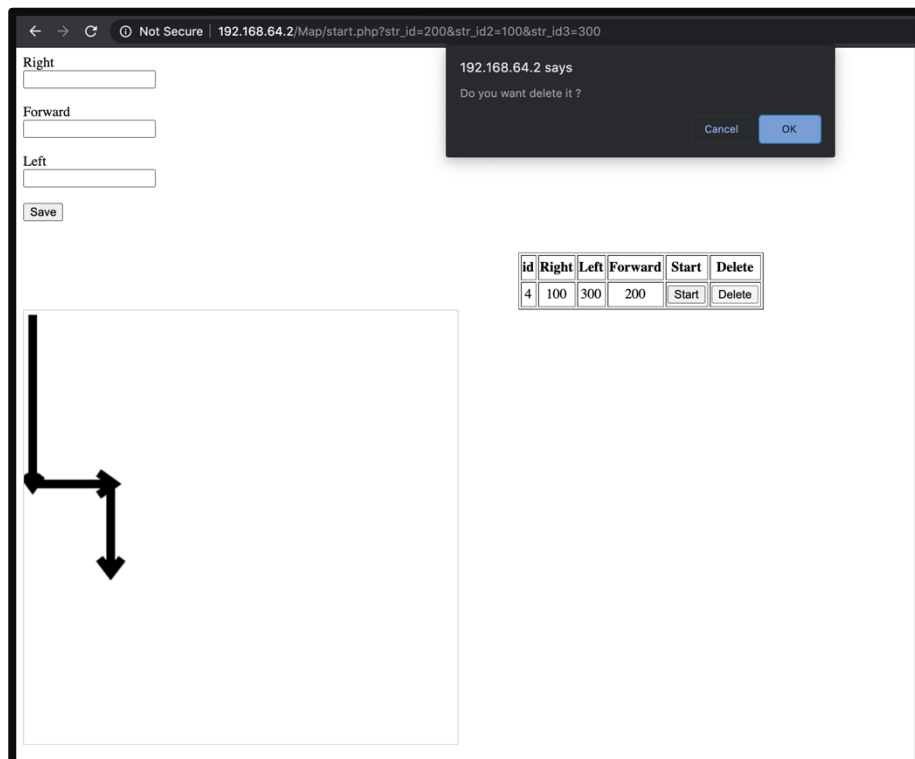 Not Secure | 192.168.64.2/Map/start.php?str_id=200&str_id2=100&str_id3=300
192.168.64.2 says
Do you want delete it ?
Cancel OK
Right
Forward
Left
Save
id Right Left Forward Start Delete
4 100 300 200 Start Delete